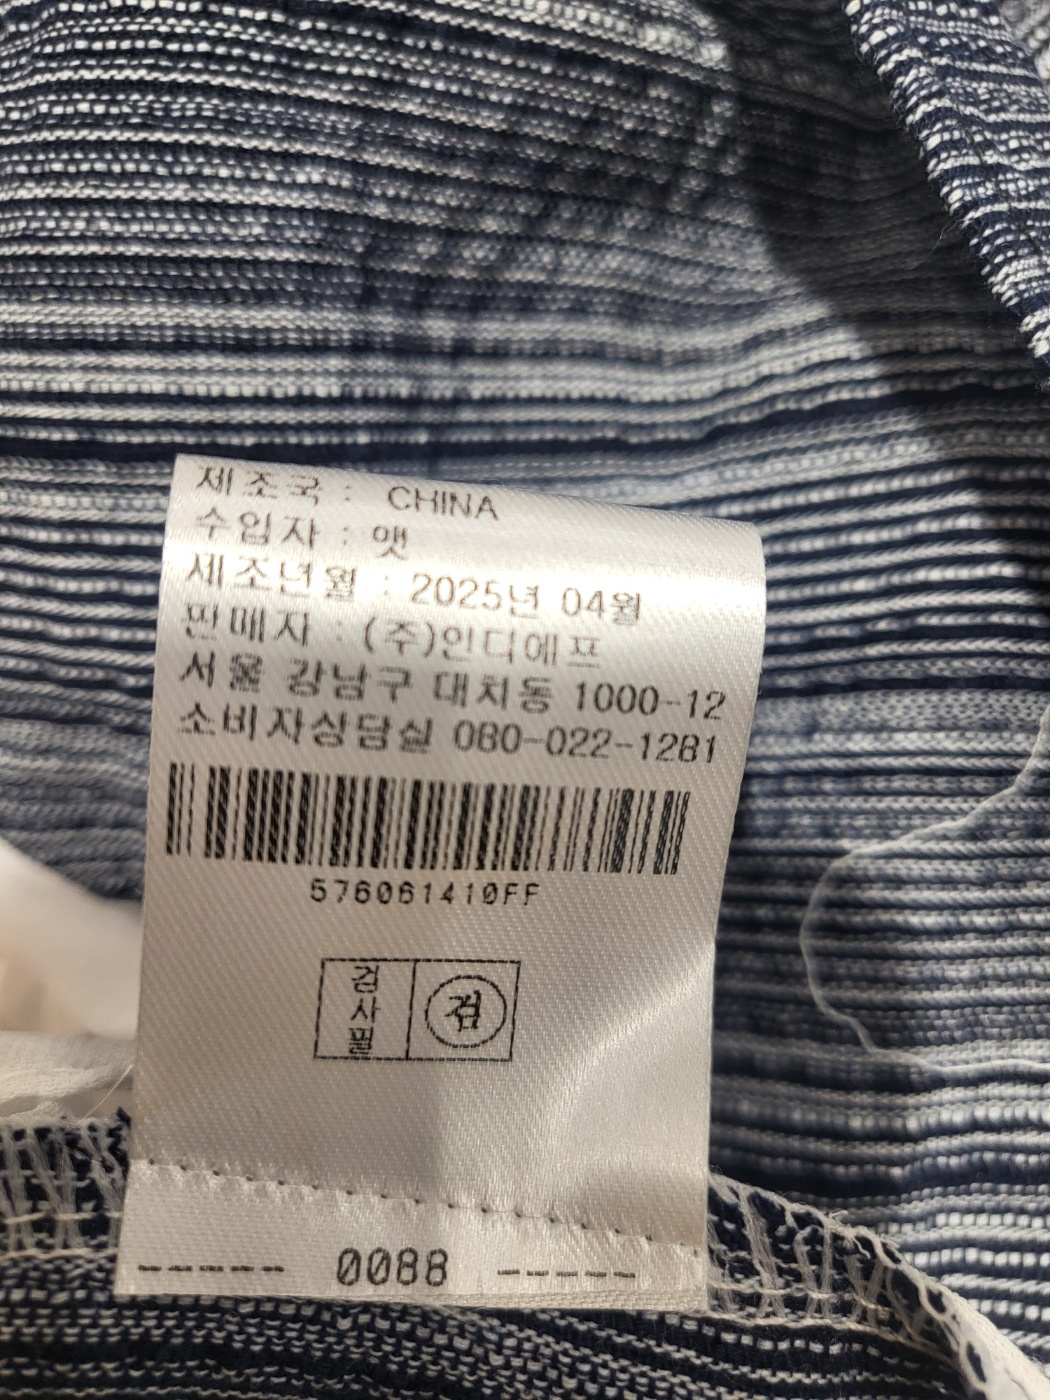 제조국 : CHINA
수입자 : 앳
제조년월 : 2025년 04월
판매자 : (주)인디에프
서울 강남구 대치동 1000-12
소비자상담실 080-022-1281
576061410FF
검사필
검
----- 0088 -----